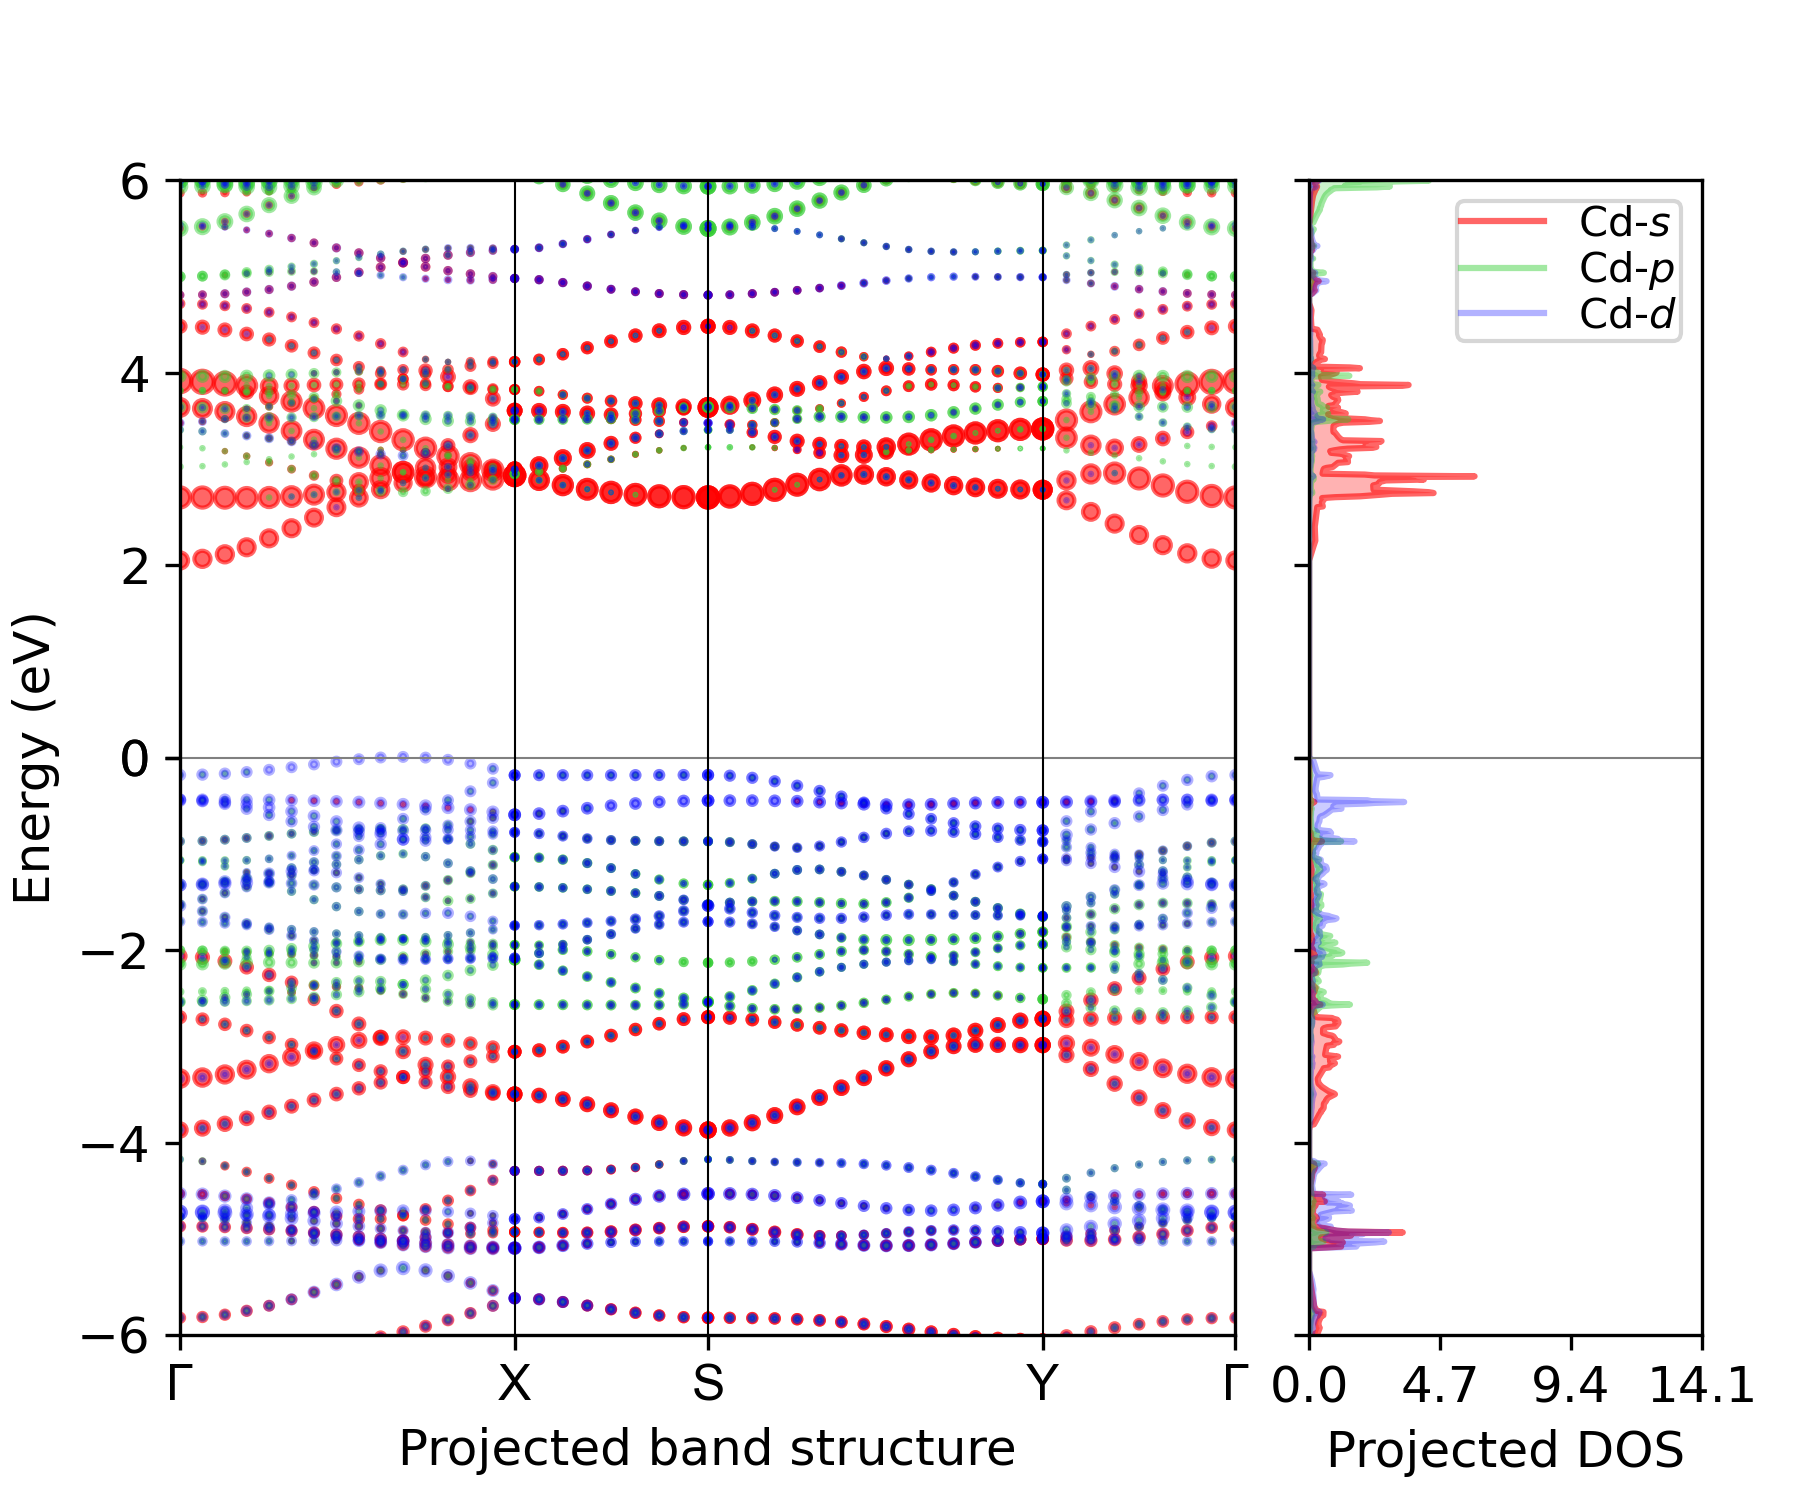 6
4
2
0
−2
−4
−6
Energy (eV)
Γ X S Y Γ
Projected band structure
Cd-s
Cd-p
Cd-d
0.0 4.7 9.4 14.1
Projected DOS